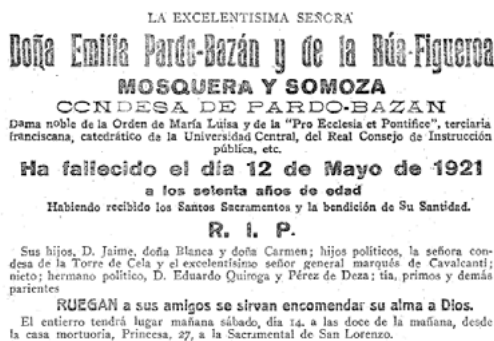 LA EXCELENTISIMA SEÑORA
Doña Emilia Pardo-Bazán y de la Rúa-Figueroa
MOSQUERA Y SOMOZA
CONDESA DE PARDO-BAZAN
Dama noble de la Orden de María Luisa y de la "Pro Ecclesia et Pontifice", terciaria
franciscana, catedrático de la Universidad Central, del Real Consejo de Instrucción
pública, etc.
Ha fallecido el día 12 de Mayo de 1921
a los setenta años de edad
Habiendo recibido los Santos Sacramentos y la bendición de Su Santidad.
R. I. P.
Sus hijos, D. Jaime, doña Blanca y doña Carmen; hijos políticos, la señora con-
desa de la Torre de Cela y el excelentísimo señor general marqués de Cavalcanti;
nieto; hermano político, D. Eduardo Quiroga y Pérez de Deza; tía, primos y demás
parientes
RUEGAN a sus amigos se sirvan encomendar su alma a Dios.
El entierro tendrá lugar mañana sábado, día 14, a las doce de la mañana, desde
la casa mortuoria, Princesa, 27, a la Sacramental de San Lorenzo.